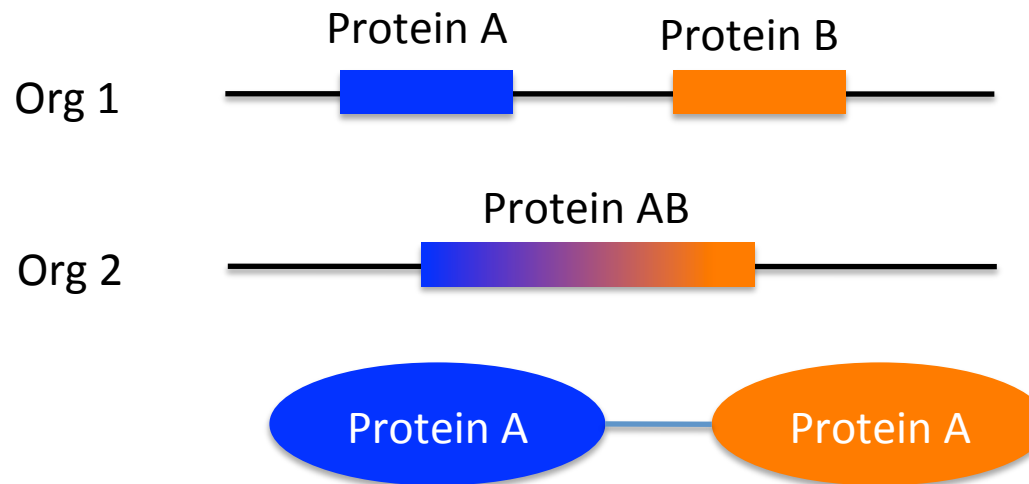 Protein A Protein B
Org 1
Protein AB
Org 2
Protein A Protein A